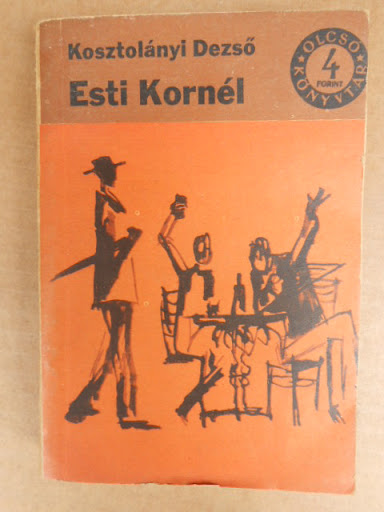 Kosztolányi Dezső
Esti Kornél
OLCSÓ
4
FORINT
KÖNYVTÁR